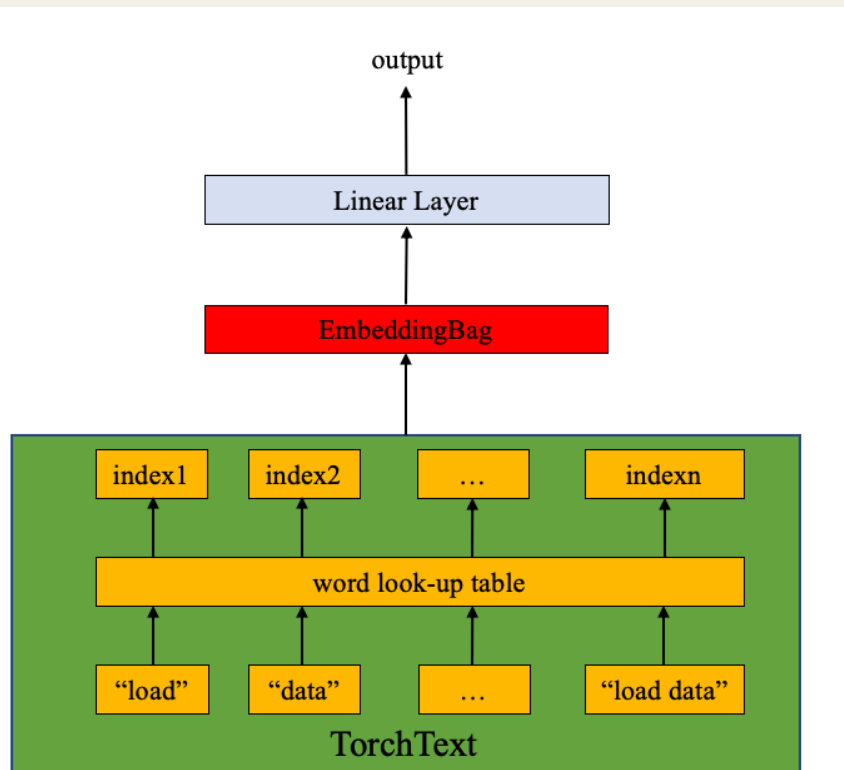 output
Linear Layer
EmbeddingBag
index1 index2 … indexn
word look-up table
“load” “data” … “load data”
TorchText